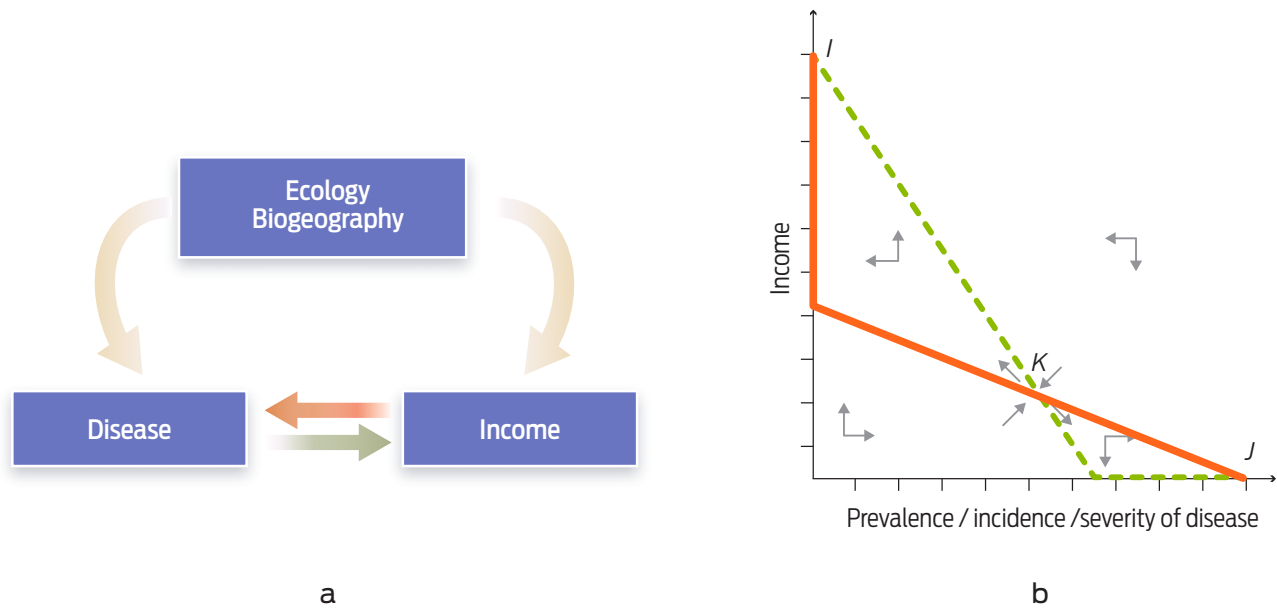 Ecology
Biogeography
Disease
Income
a
I
Income
K
J
Prevalence / incidence /severity of disease
b